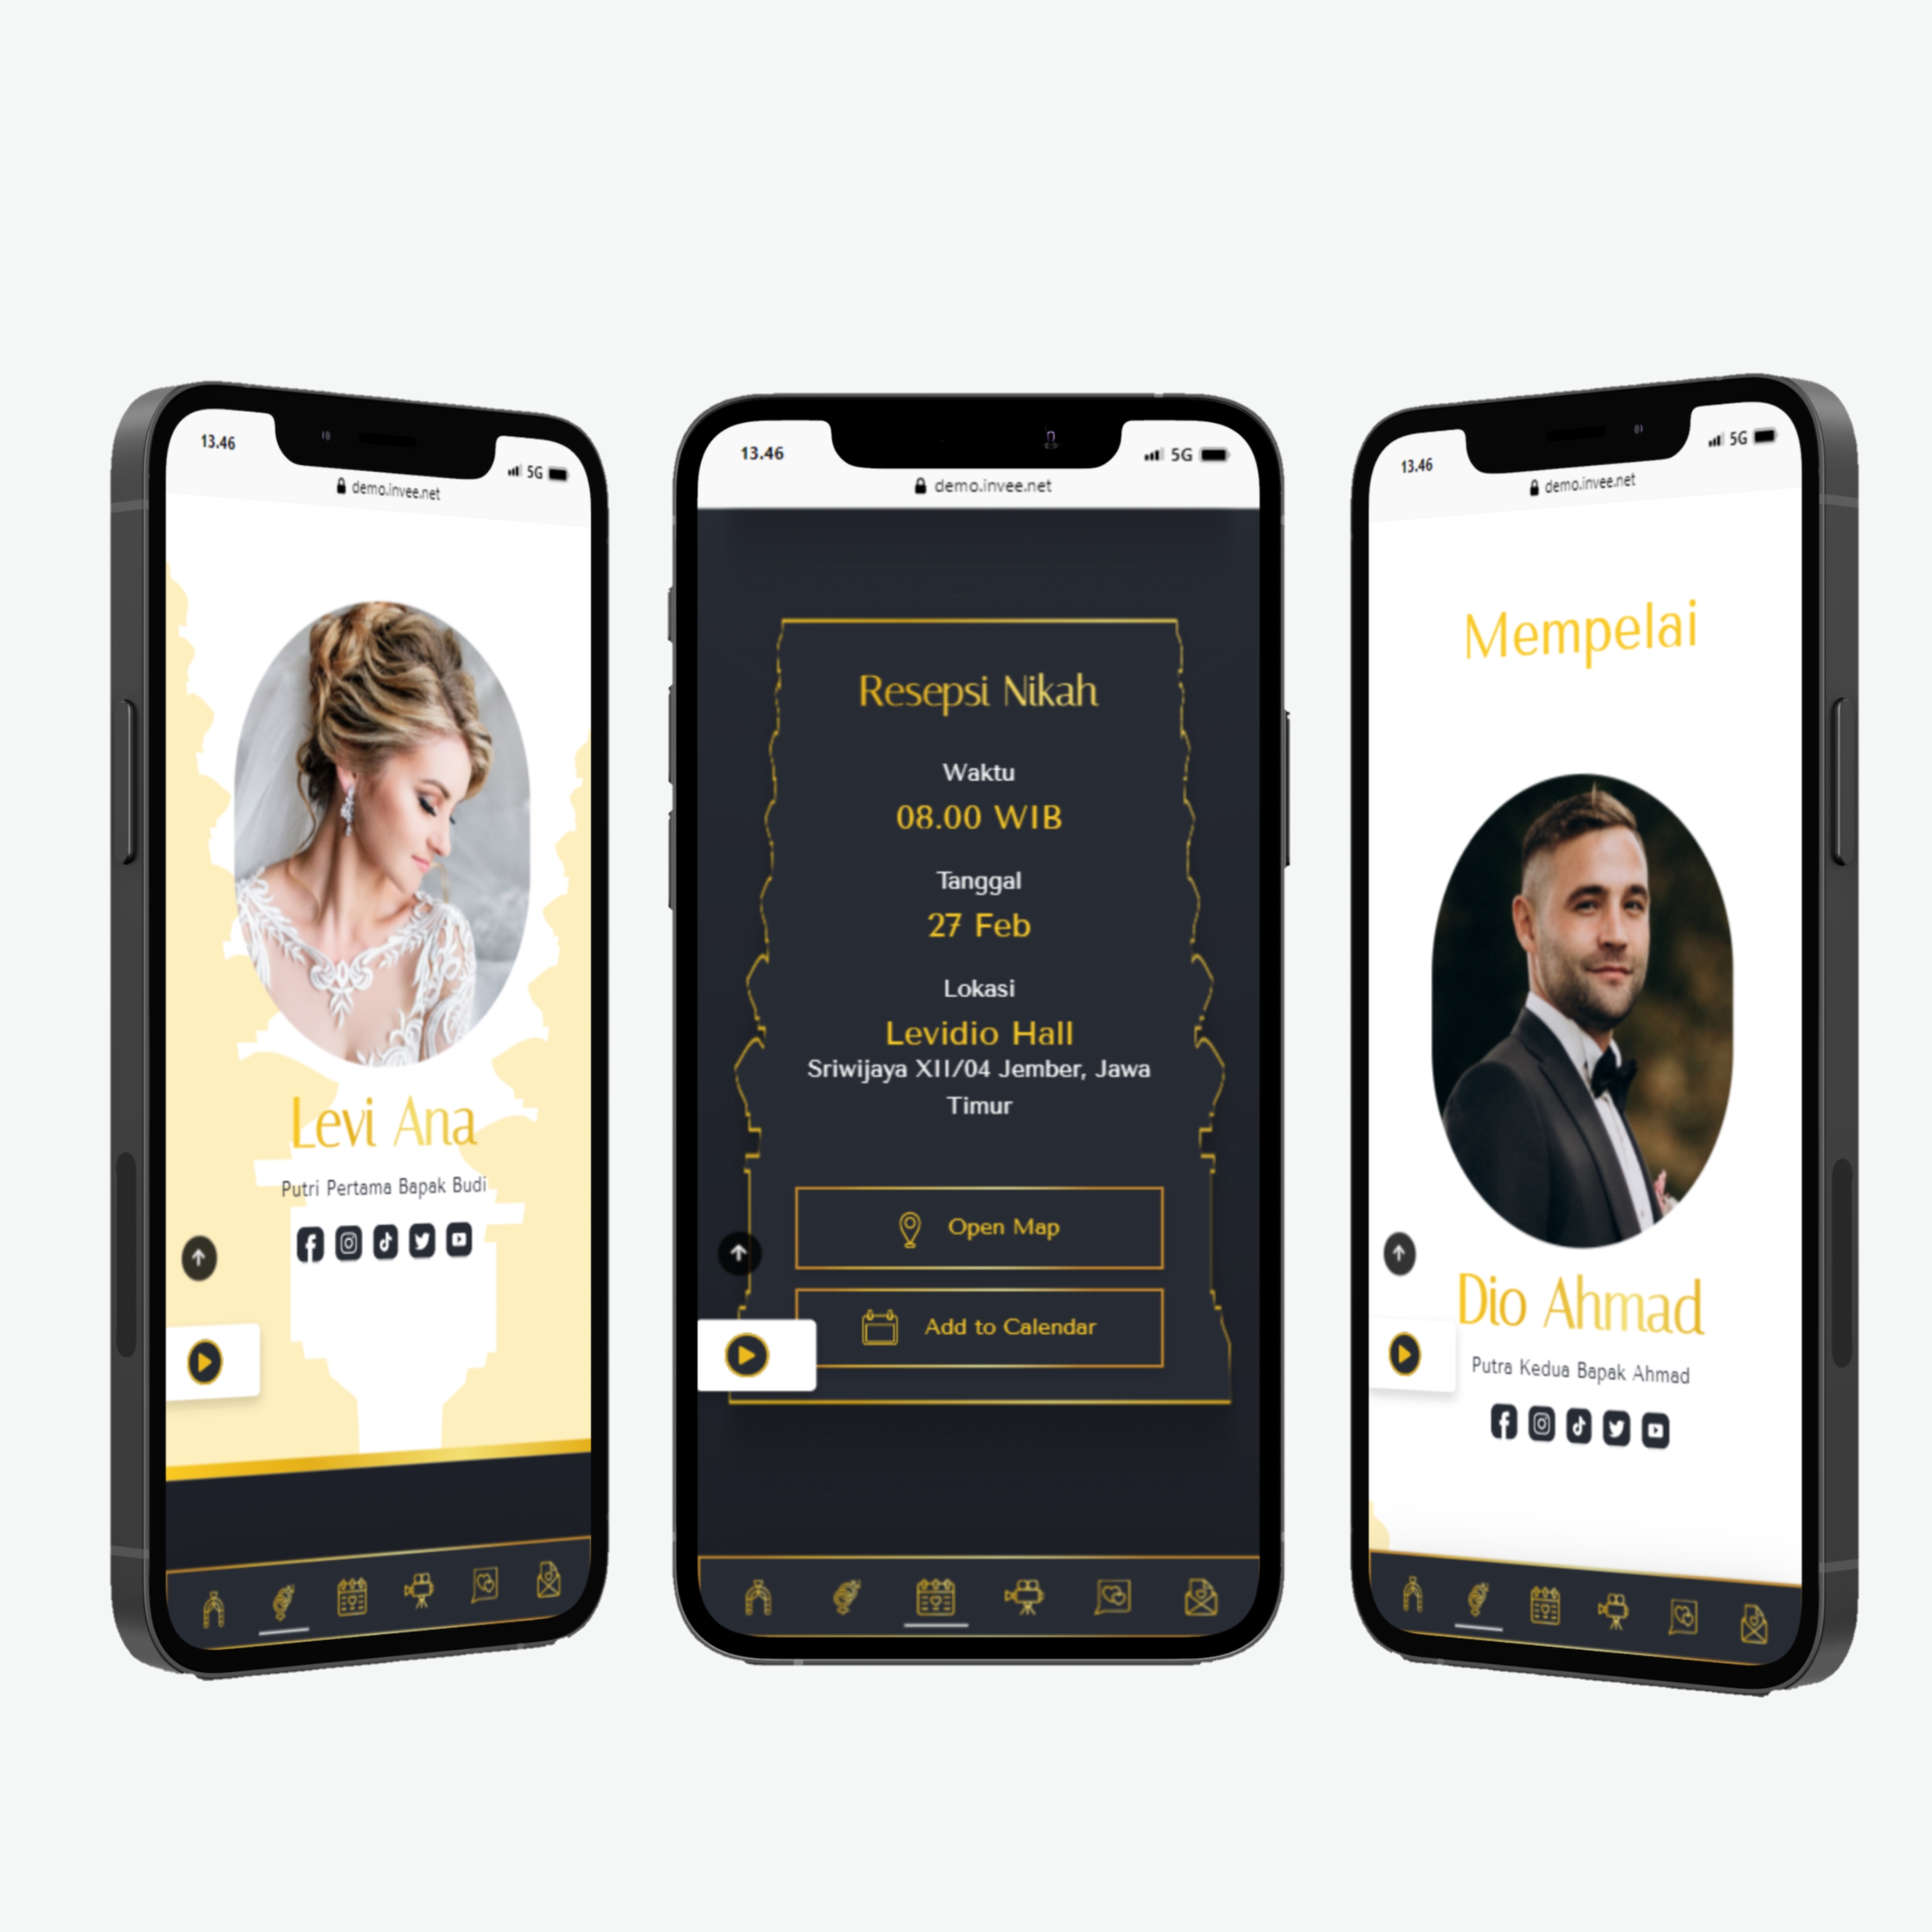 13.46
5G
demo.invee.net
Levi Ana
Putri Pertama Bapak Budi
13.46
5G
demo.invee.net
Resepsi Nikah
Waktu
08.00 WIB
Tanggal
27 Feb
Lokasi
Levidio Hall
Sriwijaya XII/04 Jember, Jawa
Timur
Open Map
Add to Calendar
13.46
5G
demo.invee.net
Mempelai
Dio Ahmad
Putra Kedua Bapak Ahmad